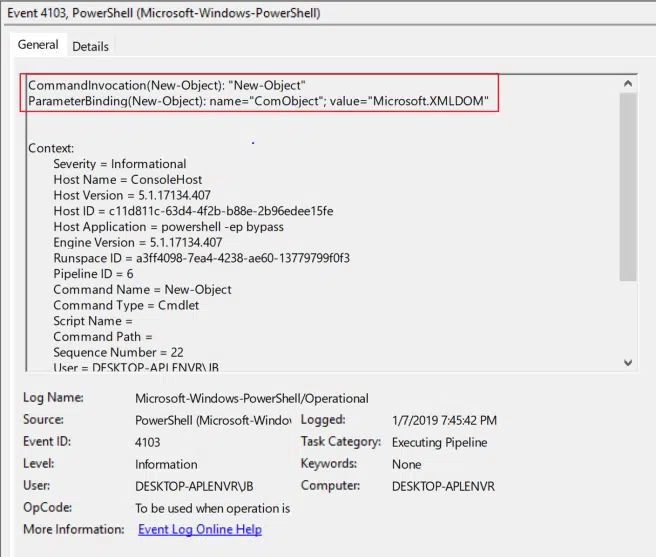 Event 4103, PowerShell (Microsoft-Windows-PowerShell)
General Details
CommandInvocation(New-Object): "New-Object"
ParameterBinding(New-Object): name="ComObject"; value="Microsoft.XMLDOM"
Context:
Severity = Informational
Host Name = ConsoleHost
Host Version = 5.1.17134.407
Host ID = c11d811c-63d4-4f2b-b88e-2b96edee15fe
Host Application = powershell -ep bypass
Engine Version = 5.1.17134.407
Runspace ID = a3ff4098-7ea4-4238-ae60-13779799f0f3
Pipeline ID = 6
Command Name = New-Object
Command Type = Cmdlet
Script Name =
Command Path =
Sequence Number = 22
User = DESKTOP-APLENVR\JB
Log Name: Microsoft-Windows-PowerShell/Operational
Source: PowerShell (Microsoft-Windov Logged: 1/7/2019 7:45:42 PM
Event ID: 4103 Task Category: Executing Pipeline
Level: Information Keywords: None
User: DESKTOP-APLENVR\JB Computer: DESKTOP-APLENVR
OpCode: To be used when operation is
More Information: Event Log Online Help